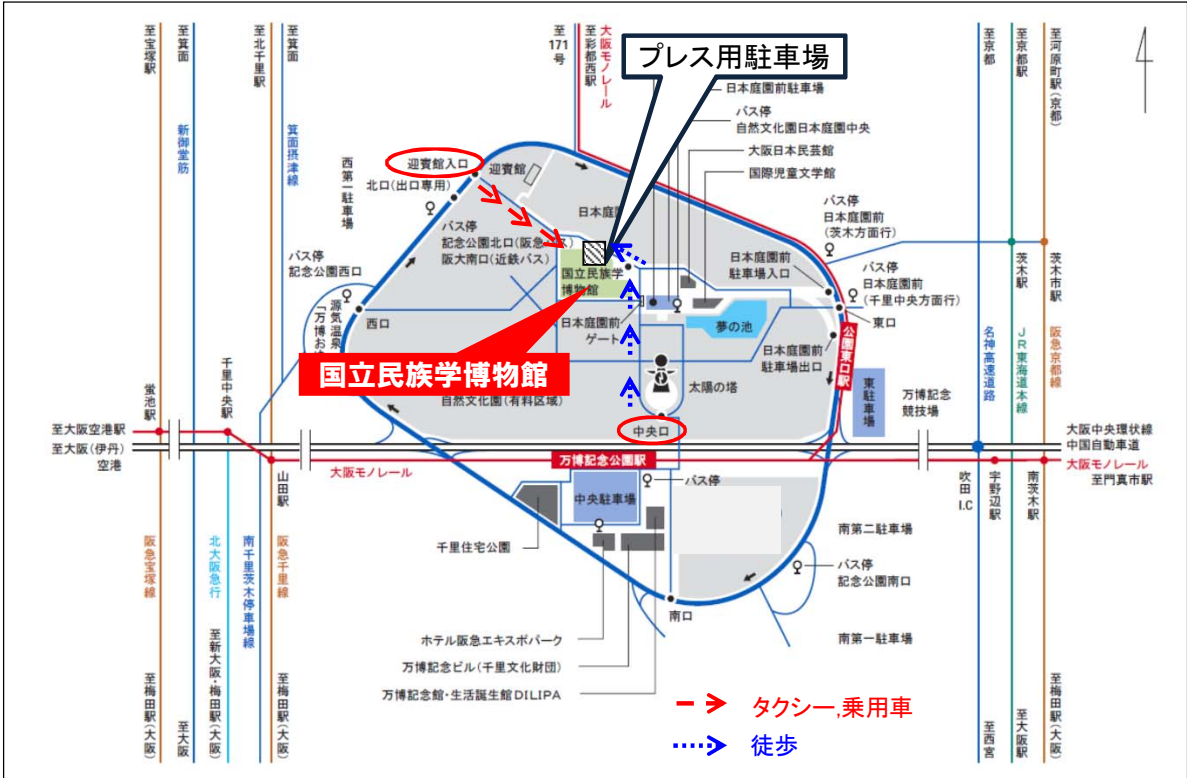 至宝塚駅
至箕面
至北千里駅
至箕面
至171号
至彩都西駅
大阪モノレール
至京都
至京都駅
至河原町駅(京都)
新御堂筋
箕面摂津線
プレス用駐車場
日本庭園前駐車場
バス停
自然文化園日本庭園中央
大阪日本民芸館
国際児童文学館
西第一駐車場
迎賓館入口
迎賓館
北口(出口専用)
バス停
記念公園北口(阪急バス)
阪大南口(近鉄バス)
日本庭園
バス停
日本庭園前
(茨木方面行)
日本庭園前
駐車場入口
バス停
日本庭園前
(千里中央方面行)
東口
バス停
記念公園西口
西口
源気温泉
「万博お
国立民族学
博物館
日本庭園前
ゲート
夢の池
日本庭園前
駐車場出口
国立民族学博物館
自然文化園(有料区域)
太陽の塔
中央口
公園東口駅
東駐車場
万博記念
競技場
茨木駅
茨木市駅
名神高速道路
JR東海道本線
阪急京都線
蛍池駅
千里中央駅
至大阪空港駅
至大阪(伊丹)
空港
山田駅
大阪モノレール
万博記念公園駅
大阪中央環状線
中国自動車道
大阪モノレール
至門真市駅
吹田I.C
宇野辺駅
南茨木駅
中央駐車場
バス停
千里住宅公園
南第二駐車場
バス停
記念公園南口
南口
南第一駐車場
ホテル阪急エキスポパーク
万博記念ビル(千里文化財団)
万博記念館・生活誕生館DILIPA
阪急宝塚線
北大阪急行
南千里茨木停車場線
阪急千里線
至梅田駅(大阪)
至大阪
至新大阪・梅田駅(大阪)
至梅田駅(大阪)
至西宮
至大阪駅
至梅田駅(大阪)
タクシー,乗用車
徒歩